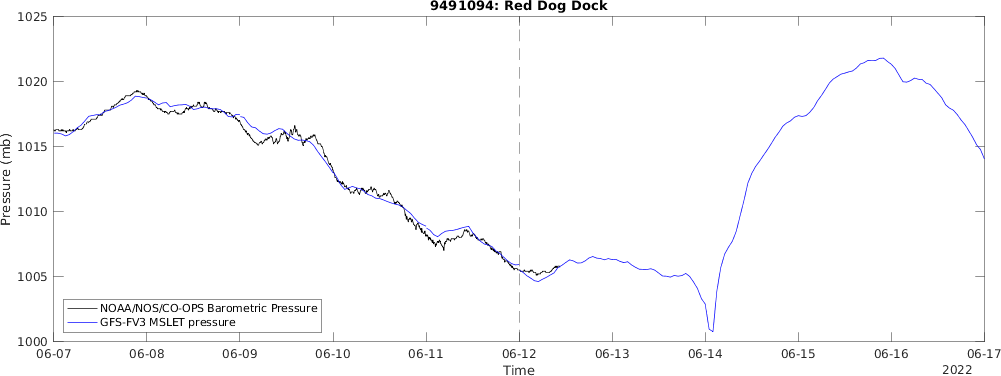 9491094: Red Dog Dock
Pressure (mb)
1025
1020
1015
1010
1005
1000
NOAA/NOS/CO-OPS Barometric Pressure
GFS-FV3 MSLET pressure
06-07 06-08 06-09 06-10 06-11 06-12 06-13 06-14 06-15 06-16 06-17
Time
2022